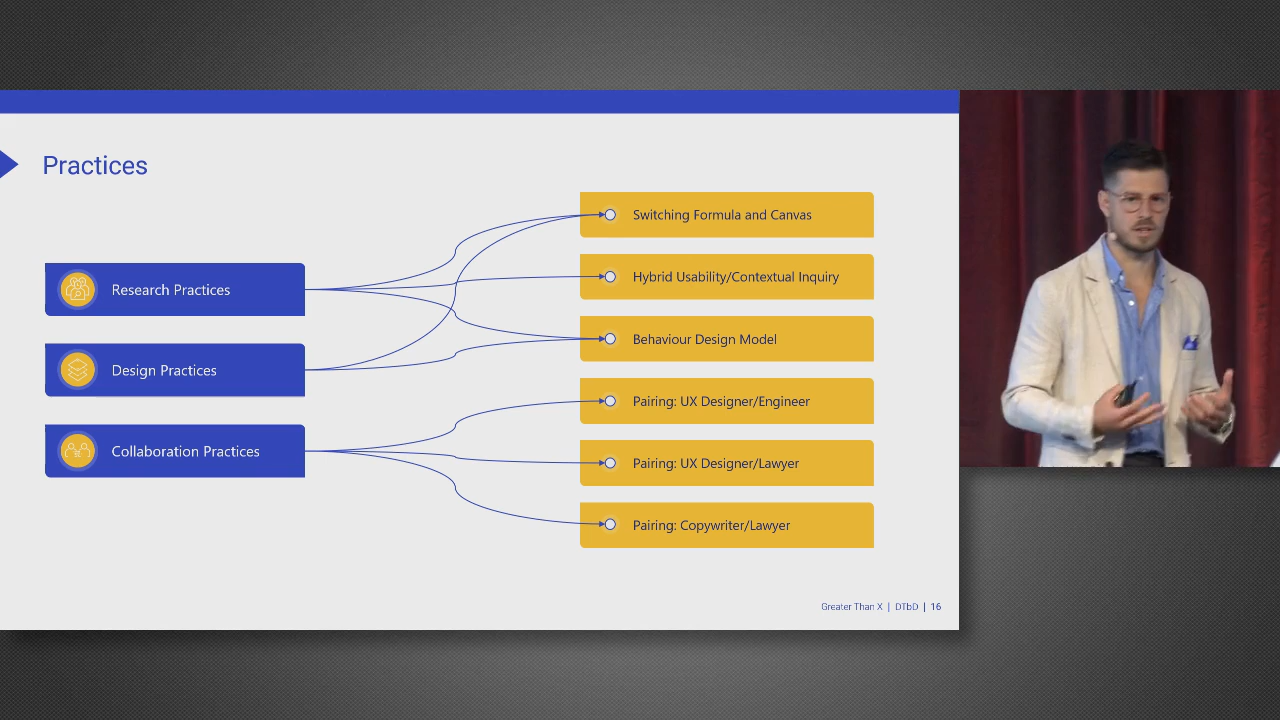 Practices
Research Practices
Design Practices
Collaboration Practices
Switching Formula and Canvas
Hybrid Usability/Contextual Inquiry
Behaviour Design Model
Pairing: UX Designer/Engineer
Pairing: UX Designer/Lawyer
Pairing: Copywriter/Lawyer
Greater Than X | DTbD | 16